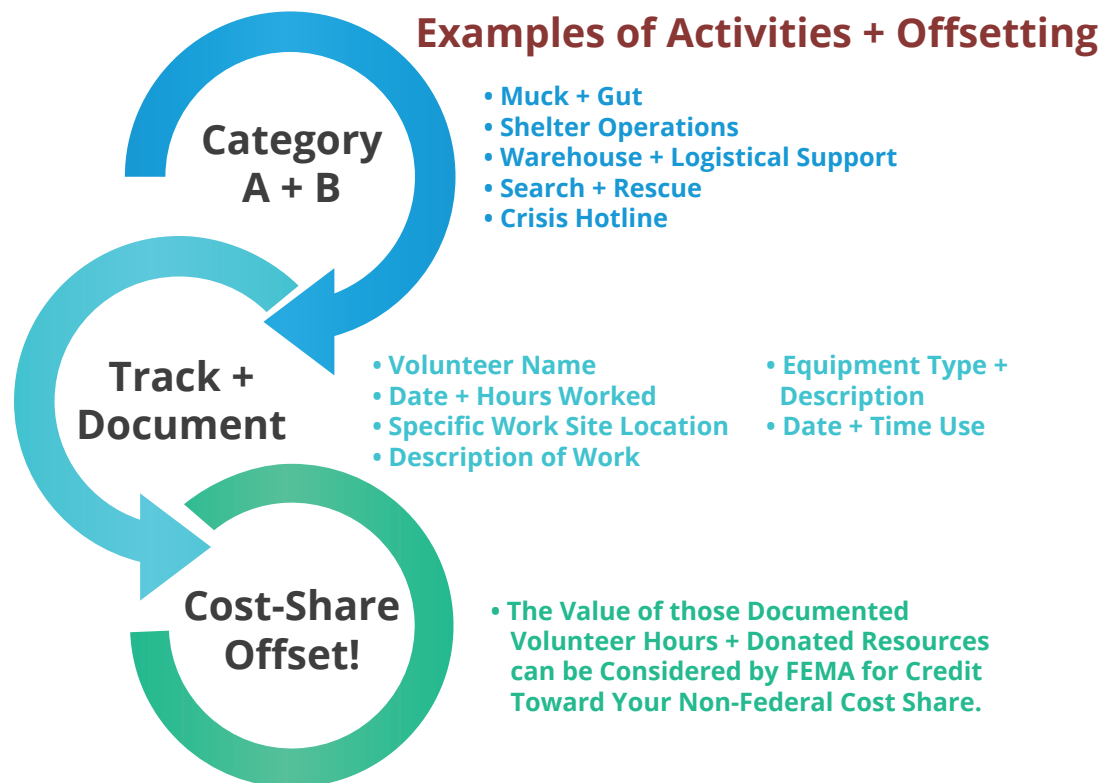 Examples of Activities + Offsetting
Category
A + B
• Muck + Gut
• Shelter Operations
• Warehouse + Logistical Support
• Search + Rescue
• Crisis Hotline
Track +
Document
• Volunteer Name
• Date + Hours Worked
• Specific Work Site Location
• Description of Work
• Equipment Type +
Description
• Date + Time Use
Cost-Share
Offset!
• The Value of those Documented
Volunteer Hours + Donated Resources
can be Considered by FEMA for Credit
Toward Your Non-Federal Cost Share.